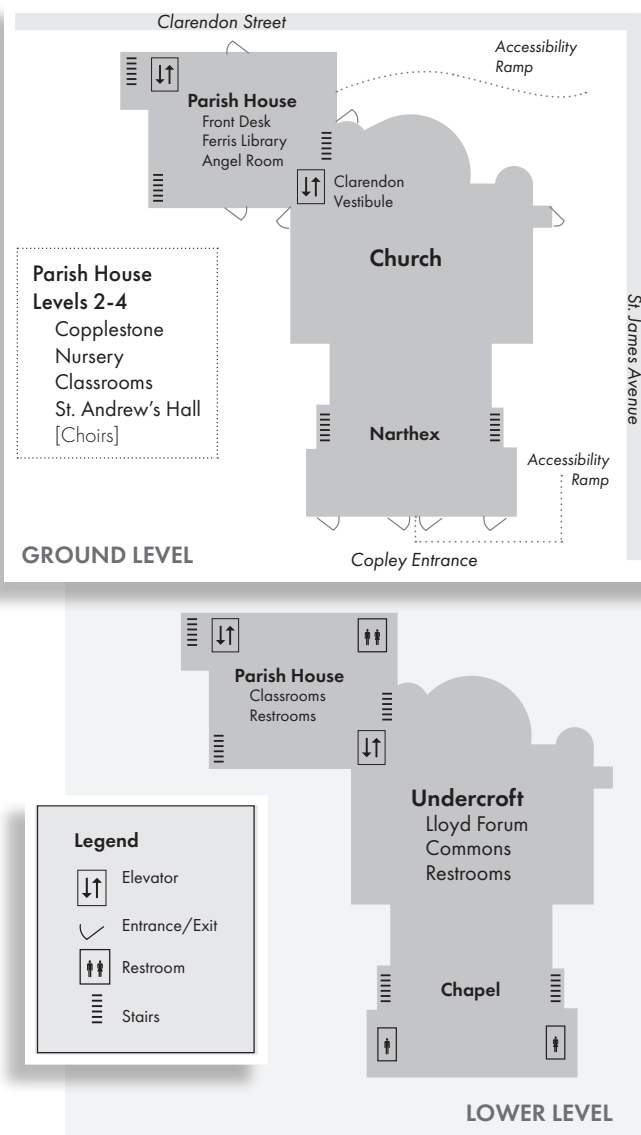 Clarendon Street
Accessibility
Ramp
Parish House
Front Desk
Ferris Library
Angel Room
Clarendon
Vestibule
Church
St. James Avenue
Parish House
Levels 2-4
Copplestone
Nursery
Classrooms
St. Andrew's Hall
[Choirs]
Narthex
Accessibility
Ramp
GROUND LEVEL
Copley Entrance
Parish House
Classrooms
Restrooms
Undercroft
Lloyd Forum
Commons
Restrooms
Legend
Elevator
Entrance/Exit
Restroom
Stairs
Chapel
LOWER LEVEL